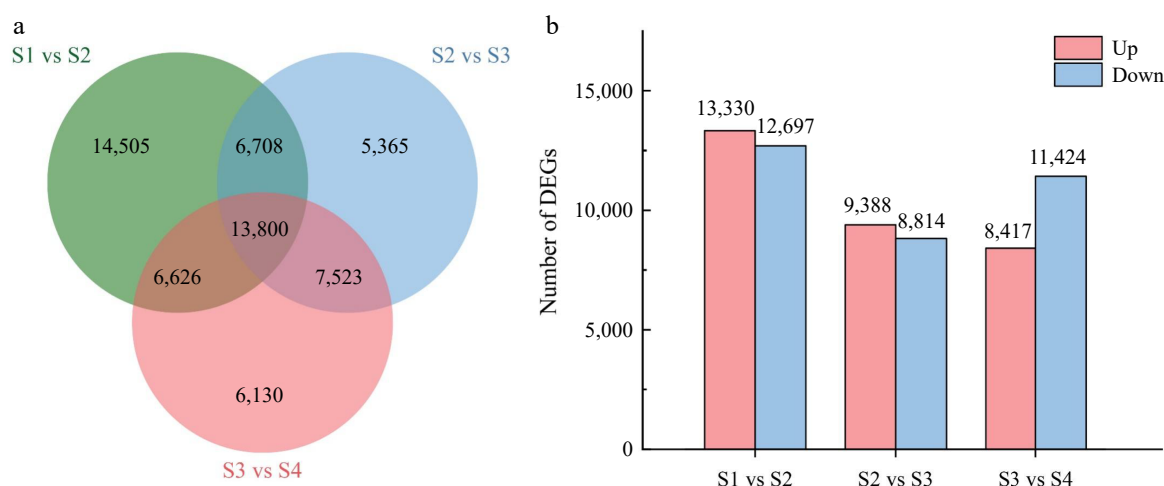 a
S1 vs S2
S2 vs S3
14,505
6,708
5,365
13,800
6,626
7,523
6,130
S3 vs S4
b
Up
Down
Number of DEGs
15,000
10,000
5,000
0
13,330
12,697
9,388
8,814
8,417
11,424
S1 vs S2
S2 vs S3
S3 vs S4